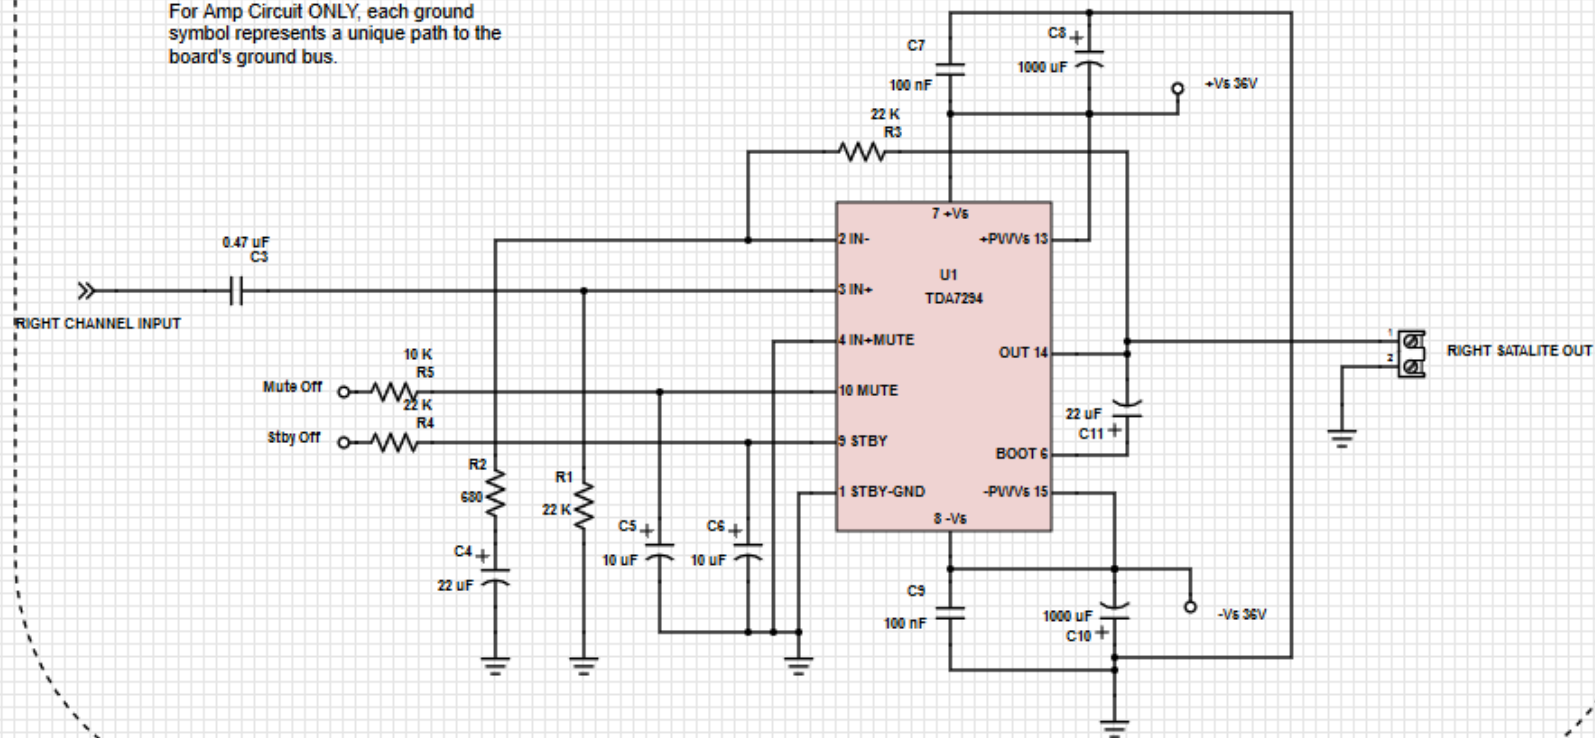 For Amp Circuit ONLY, each ground
symbol represents a unique path to the
board's ground bus.
C7
100 nF
C8
+
1000 uF
+Vs 36V
22 K
R3
7 +Vs
2 IN-
+PWVs 13
0.47 uF
C3
3 IN+
U1
TDA7294
RIGHT CHANNEL INPUT
4 IN+MUTE
OUT 14
1
2
RIGHT SATALITE OUT
10 K
R5
Mute Off
10 MUTE
22 K
R4
Stby Off
9 STBY
22 uF
C11
+
BOOT 6
R2
680
R1
22 K
1 STBY-GND
-PWVs 15
8 -Vs
C5
+
10 uF
C6
+
10 uF
C4
+
22 uF
C9
100 nF
1000 uF
C10
+
-Vs 36V